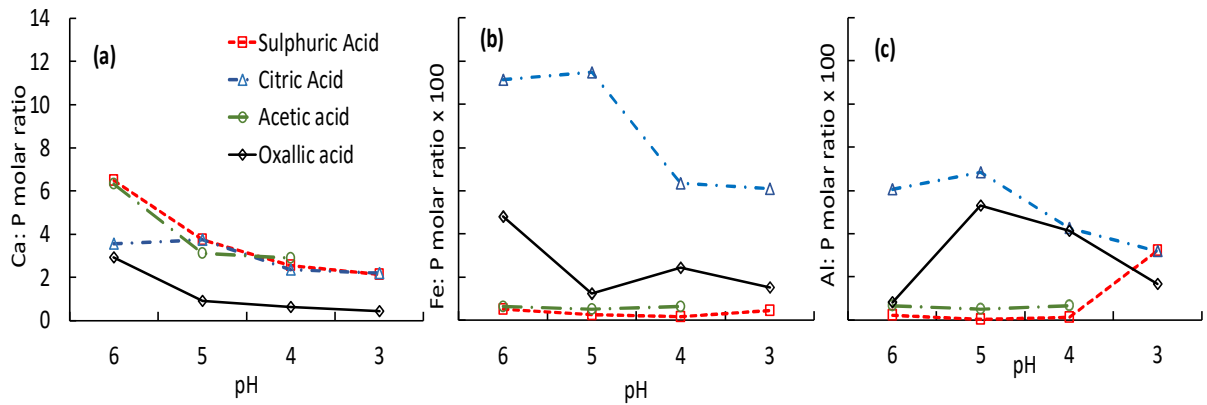 14
12
10
8
6
4
2
0
Ca: P molar ratio
(a)
Sulphuric Acid
Citric Acid
Acetic acid
Oxallic acid
6 5 4 3
pH
Fe: P molar ratio x 100
(b)
6 5 4 3
pH
Al: P molar ratio x 100
(c)
6 5 4 3
pH